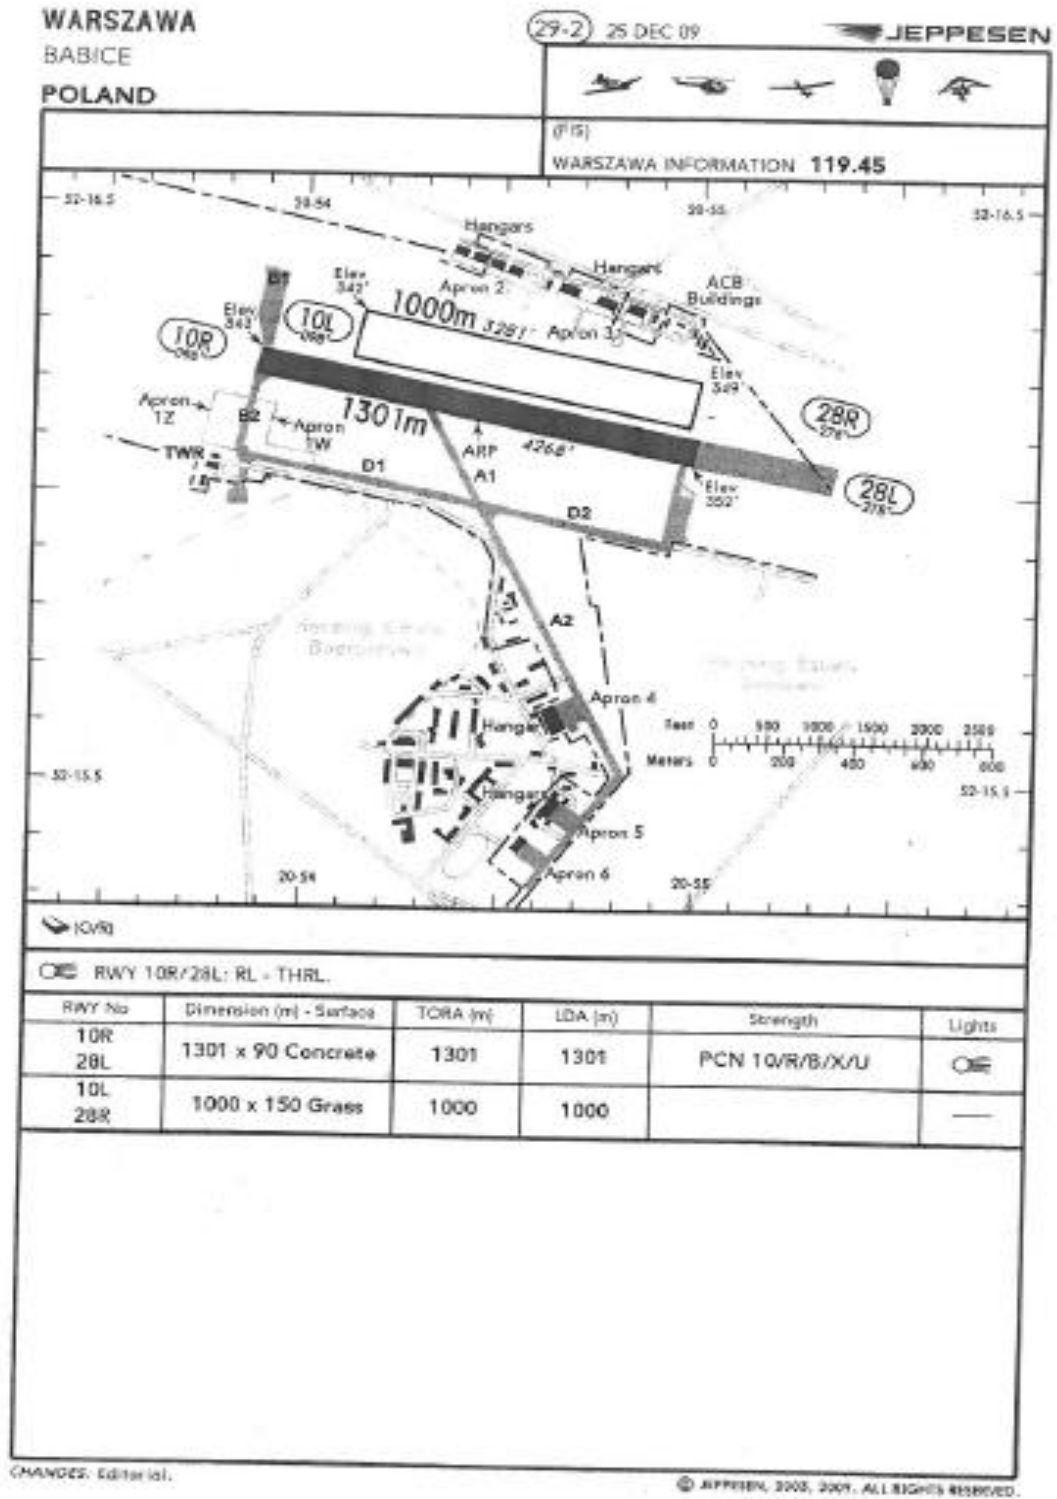 WARSZAWA
BABICE
POLAND
29-2 25 DEC 09 JEPPESEN
(FIS)
WARSZAWA INFORMATION 119.45
52-16.5 20-54 20-55 52-16.5
Hangars
Hangars
ACB
Buildings
Apron 2
Apron 3
B1
Elev
342'
Elev
10L
098°
10R
098°
1000m 3281'
Elev
349'
28R
278°
Apron
1Z
B2
Apron
1W
1301m
ARP
4268'
A1
TWR
D1
D2
Elev
352'
28L
278°
A2
Apron 4
Hangar
Hangars
Apron 5
Apron 6
Feet 0 500 1000 1500 2000 2500
Meters 0 200 400 600 800
52-15.5 52-15.5
20-54 20-55
(O/R)
RWY 10R/28L: RL - THRL.
RWY No Dimension (m) - Surface TORA (m) LDA (m) Strength Lights
10R
28L 1301 x 90 Concrete 1301 1301 PCN 10/R/B/X/U
10L
28R 1000 x 150 Grass 1000 1000
CHANGES: Editorial.
© JEPPESEN, 2009. ALL RIGHTS RESERVED.